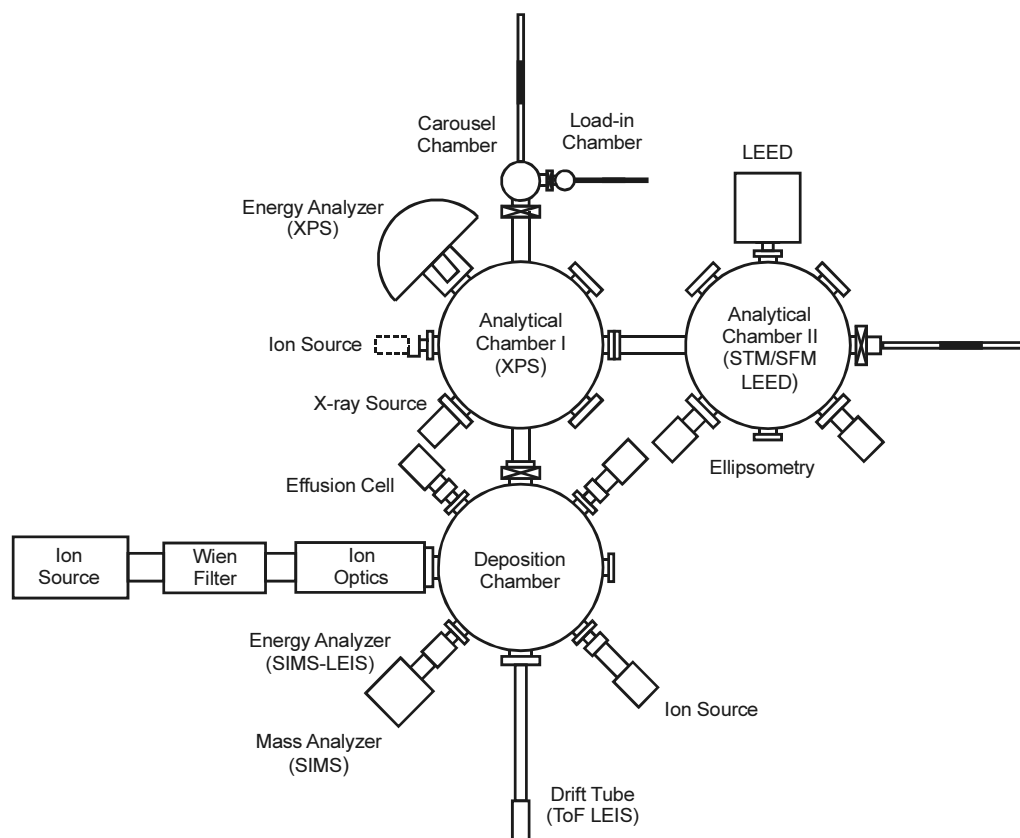 Carousel
Chamber
Load-in
Chamber
LEED
Energy Analyzer
(XPS)
Analytical
Chamber I
(XPS)
Analytical
Chamber II
(STM/SFM
LEED)
Ion Source
X-ray Source
Effusion Cell
Ellipsometry
Ion
Source
Wien
Filter
Ion
Optics
Deposition
Chamber
Energy Analyzer
(SIMS-LEIS)
Ion Source
Mass Analyzer
(SIMS)
Drift Tube
(ToF LEIS)